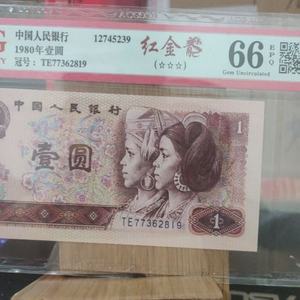 G
中国人民银行
1980年壹圆
冠号：TE77362819
12745239
红金龍
(☆☆☆)
66
EPQ
Gem Uncirculated
中国人民银行
1
壹圆
TE77362819
1